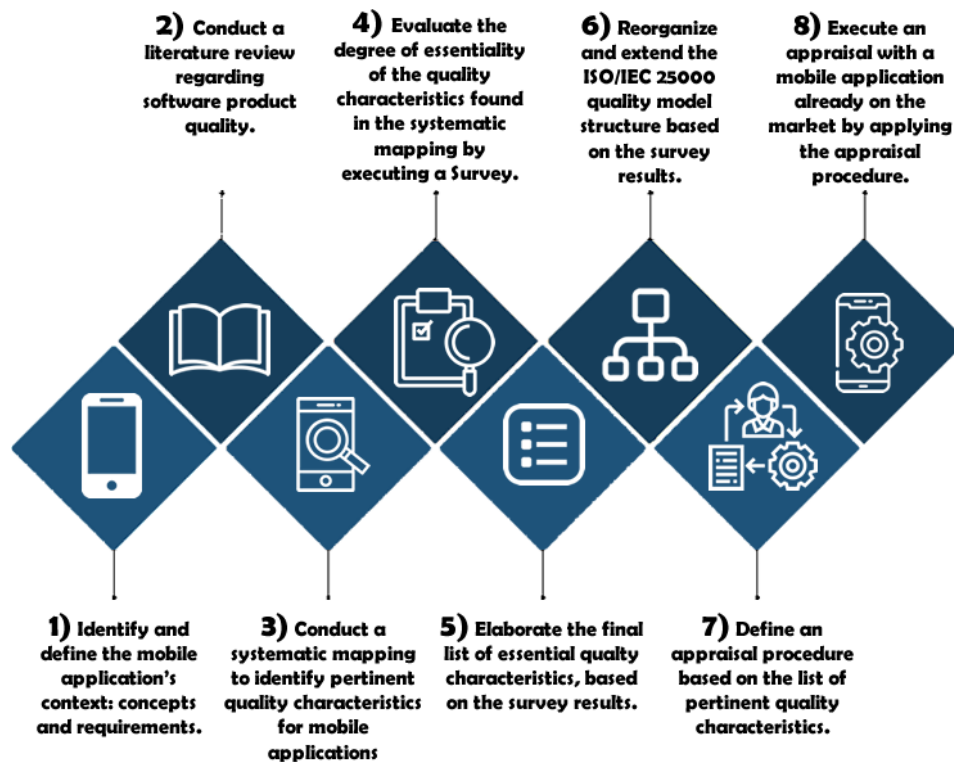 1) Identify and
define the mobile
application's
context: concepts
and requirements.
2) Conduct a
literature review
regarding
software product
quality.
3) Conduct a
systematic mapping
to identify pertinent
quality characteristics
for mobile
applications
4) Evaluate the
degree of essentiality
of the quality
characteristics found
in the systematic
mapping by
executing a Survey.
5) Elaborate the final
list of essential qualty
characteristics, based
on the survey results.
6) Reorganize
and extend the
ISO/IEC 25000
quality model
structure based
on the survey
results.
7) Define an
appraisal procedure
based on the list of
pertinent quality
characteristics.
8) Execute an
appraisal with a
mobile application
already on the
market by applying
the appraisal
procedure.